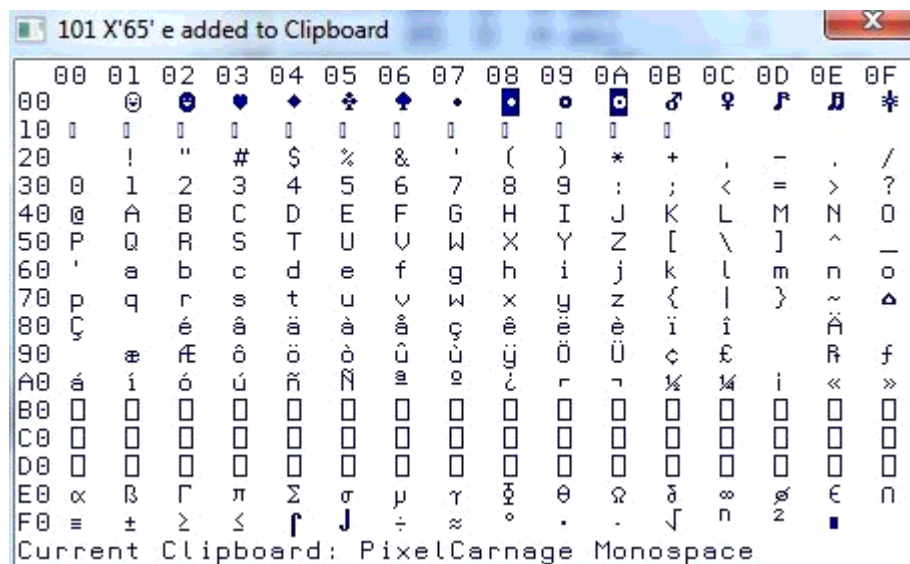 101 X'65' e added to Clipboard
00 01 02 03 04 05 06 07 08 09 0A 0B 0C 0D 0E 0F
00 ☺ ☻ ♥ ♦ ♣ ♠ • ◘ ○ ◙ ♂ ♀ ♪ ♫ ☼
10
20 ! " # $ % & ' ( ) * + , - . /
30 0 1 2 3 4 5 6 7 8 9 : ; < = > ?
40 @ A B C D E F G H I J K L M N O
50 P Q R S T U V W X Y Z [ \ ] ^ _
60 ' a b c d e f g h i j k l m n o
70 p q r s t u v w x y z { | } ~ ⌂
80 Ç é â ä à å ç ê ë è ï î Ä
90 æ Æ ô ö ò û ù ÿ Ö Ü ¢ £ ₧ ƒ
A0 á í ó ú ñ Ñ ª º ¿ ⌐ ¬ ½ ¼ ¡ « »
B0
C0
D0
E0 α ß Γ π Σ σ µ γ Φ θ Ω δ ∞ ø ∈ ∩
F0 ≡ ± ≥ ≤ ⌠ ⌡ ÷ ≈ ° · · √ ⁿ ² ■
Current Clipboard: PixelCarnage Monospace